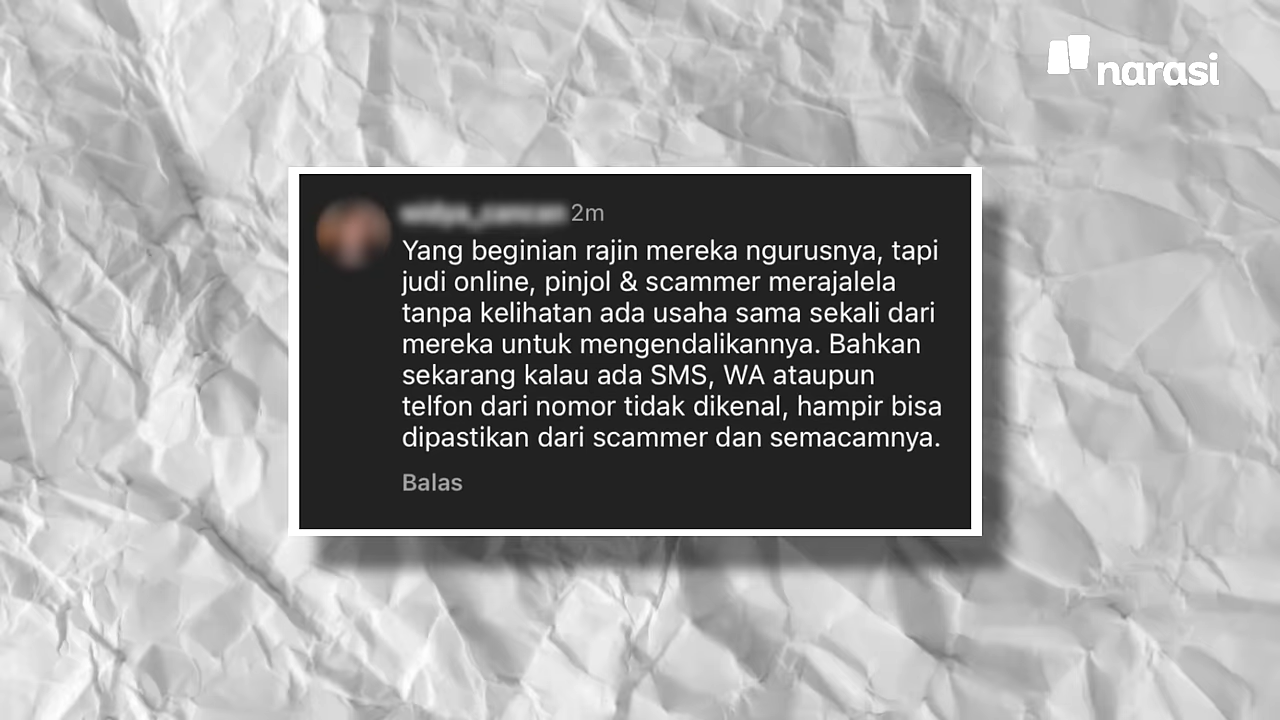 narasi
2m
Yang beginian rajin mereka ngurusnya, tapi
judi online, pinjol & scammer merajalela
tanpa kelihatan ada usaha sama sekali dari
mereka untuk mengendalikannya. Bahkan
sekarang kalau ada SMS, WA ataupun
telfon dari nomor tidak dikenal, hampir bisa
dipastikan dari scammer dan semacamnya.
Balas